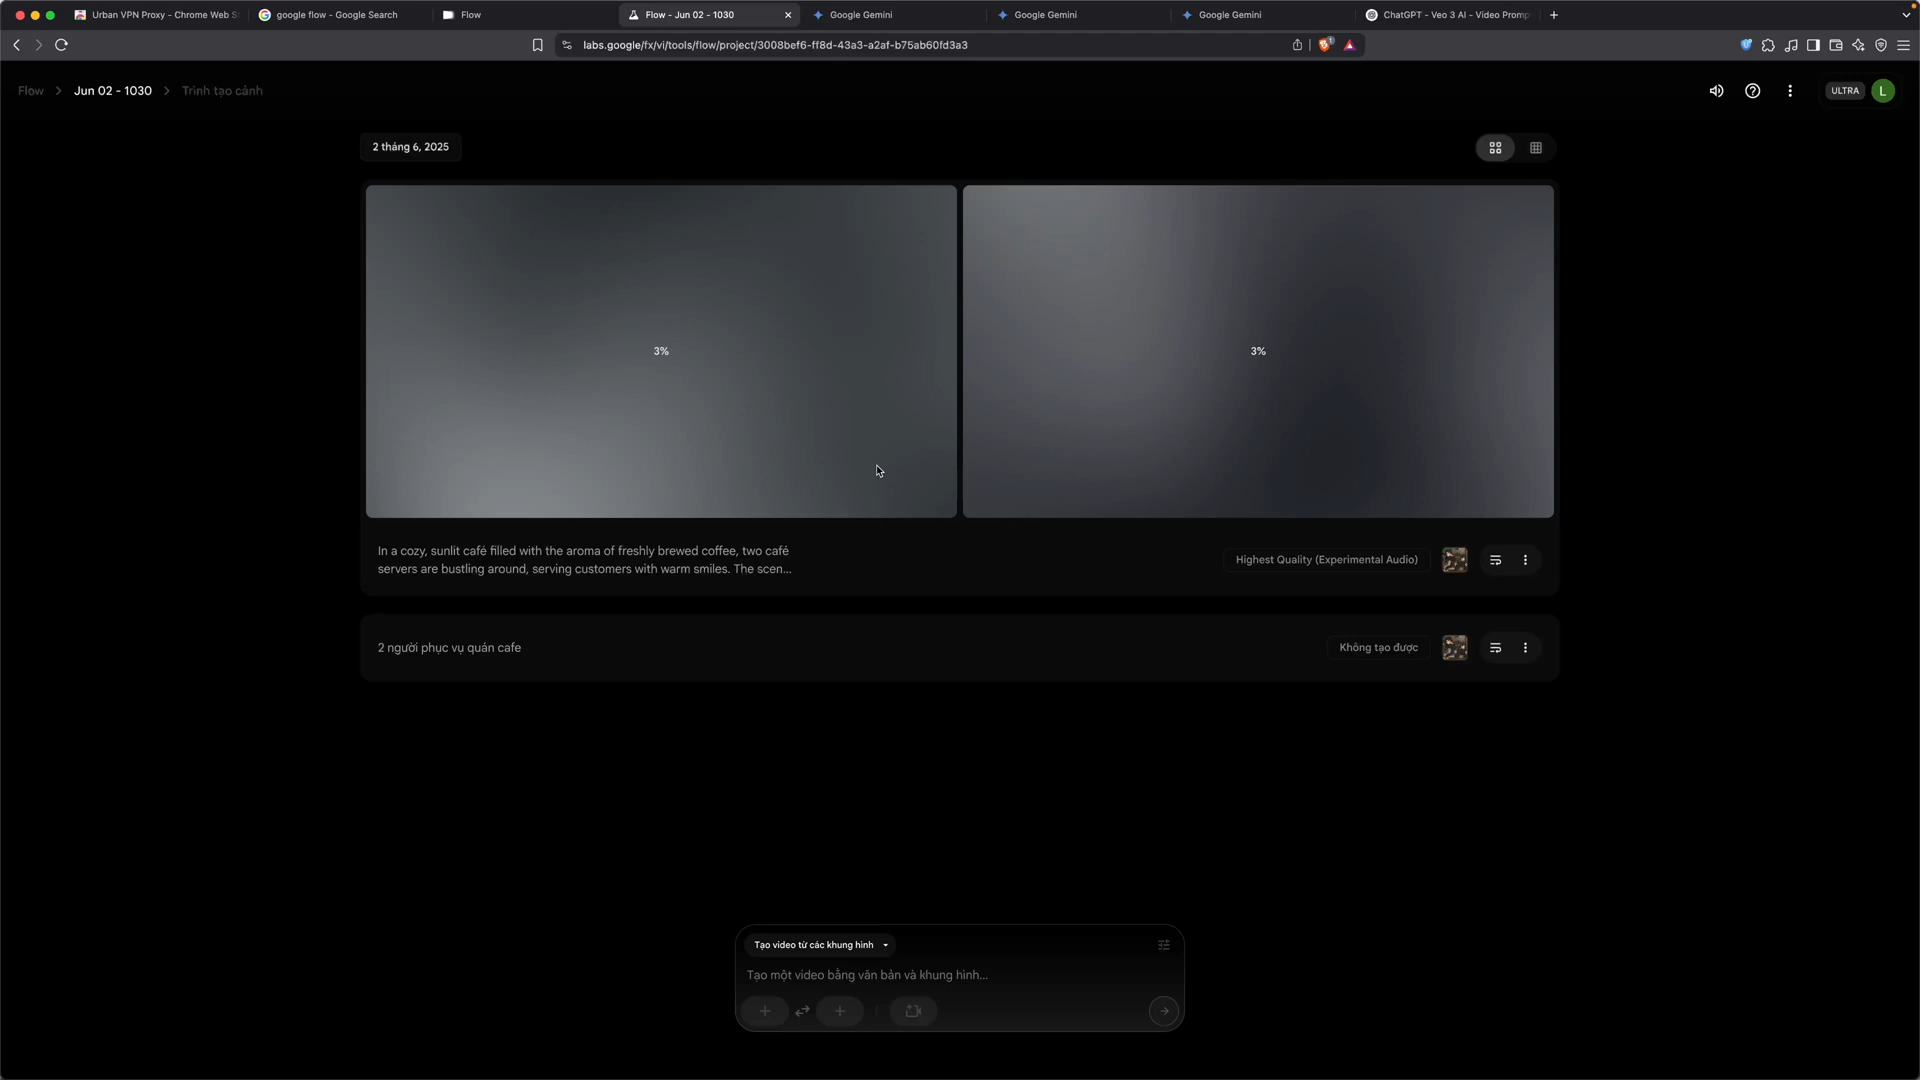 Urban VPN Proxy - Chrome Web S
google flow - Google Search
Flow
Flow - Jun 02 - 1030
Google Gemini
Google Gemini
Google Gemini
ChatGPT - Veo 3 AI - Video Promp
labs.google/fx/vi/tools/flow/project/3008bef6-ff8d-43a3-a2af-b75ab60fd3a3
1
Flow
Jun 02 - 1030
Trình tạo cảnh
ULTRA
L
2 tháng 6, 2025
3%
3%
In a cozy, sunlit café filled with the aroma of freshly brewed coffee, two café
servers are bustling around, serving customers with warm smiles. The scen...
Highest Quality (Experimental Audio)
2 người phục vụ quán cafe
Không tạo được
Tạo video từ các khung hình
Tạo một video bằng văn bản và khung hình...